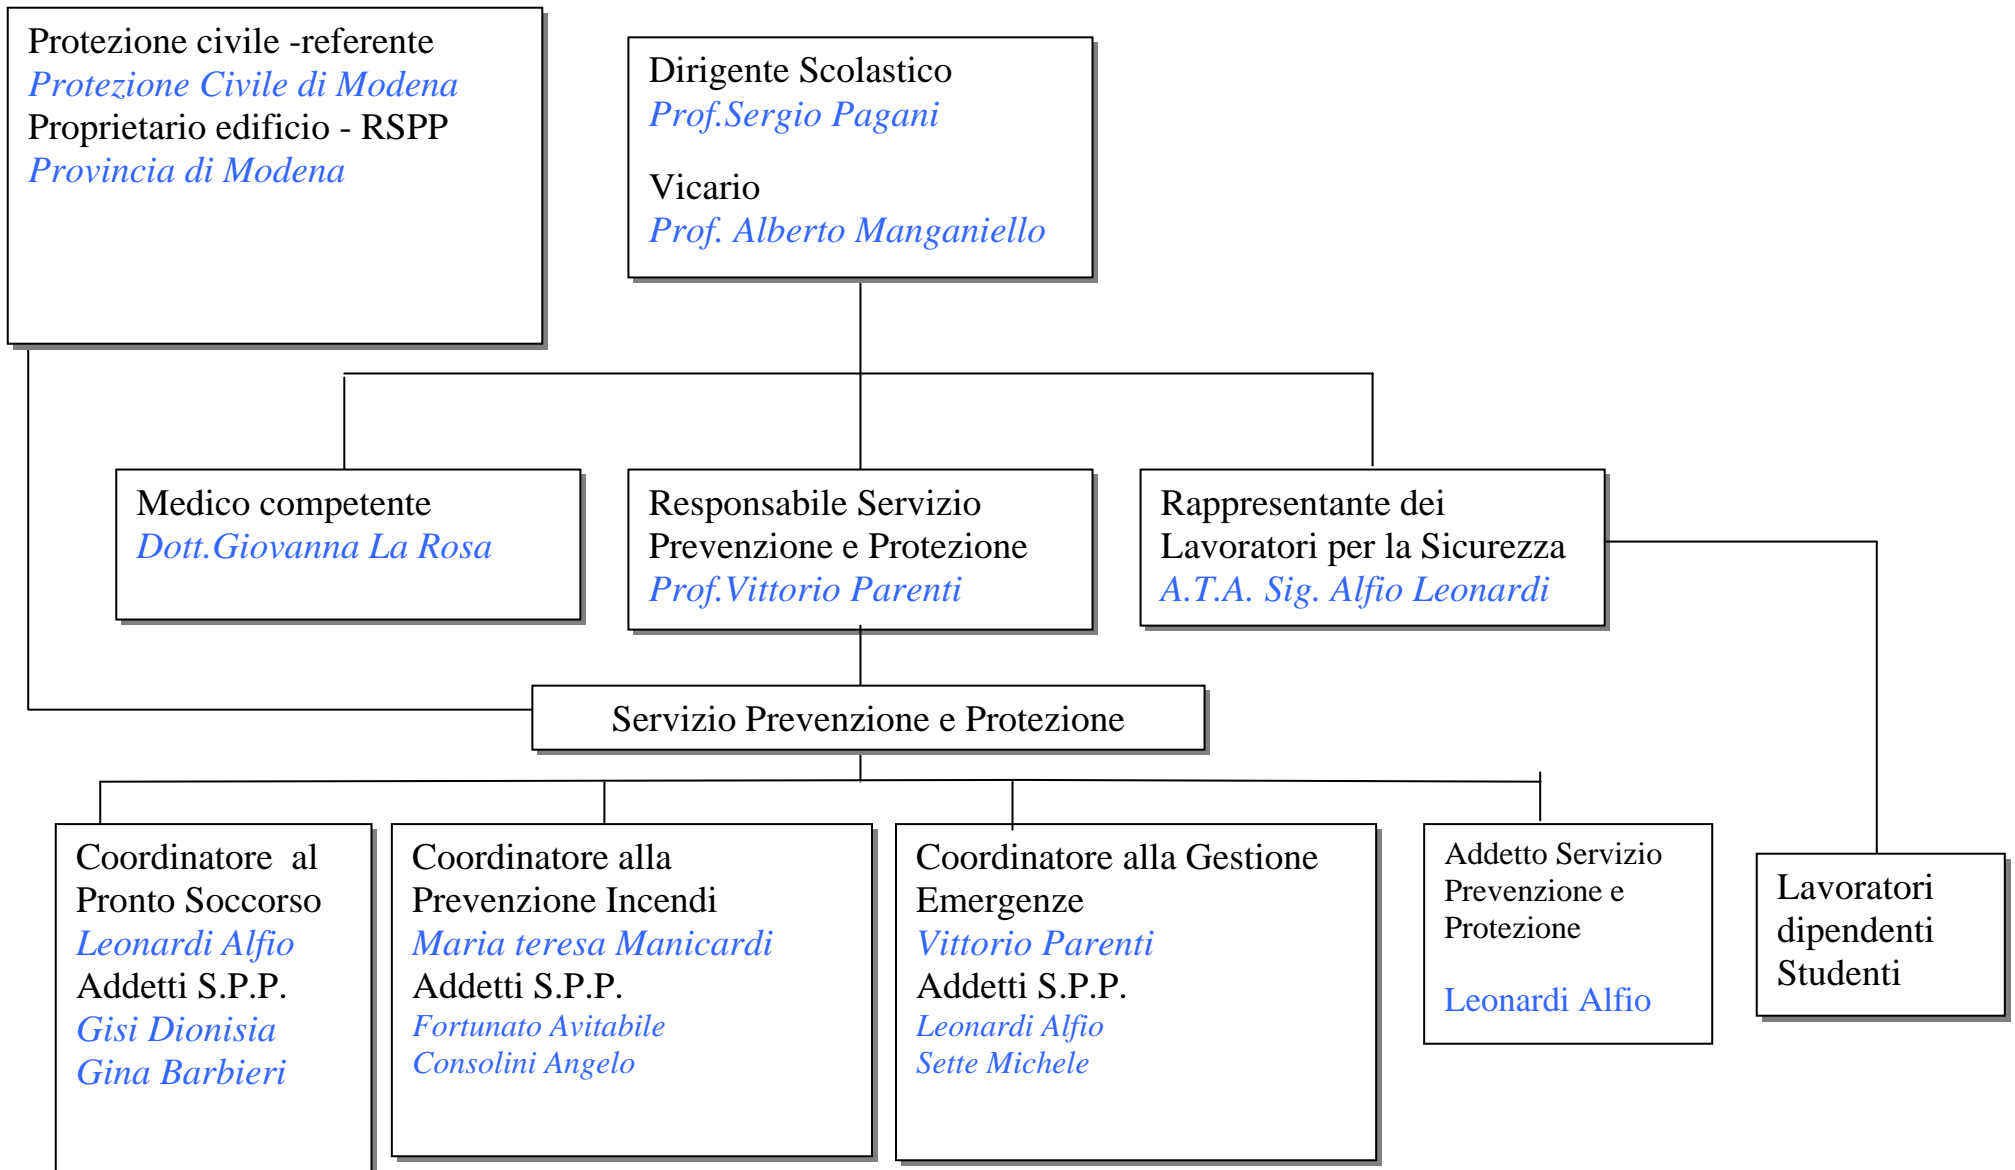 Protezione civile -referente
Protezione Civile di Modena
Proprietario edificio - RSPP
Provincia di Modena
Dirigente Scolastico
Prof.Sergio Pagani
Vicario
Prof. Alberto Manganiello
Medico competente
Dott.Giovanna La Rosa
Responsabile Servizio
Prevenzione e Protezione
Prof.Vittorio Parenti
Rappresentante dei
Lavoratori per la Sicurezza
A.T.A. Sig. Alfio Leonardi
Servizio Prevenzione e Protezione
Coordinatore al
Pronto Soccorso
Leonardi Alfio
Addetti S.P.P.
Gisi Dionisia
Gina Barbieri
Coordinatore alla
Prevenzione Incendi
Maria teresa Manicardi
Addetti S.P.P.
Fortunato Avitabile
Consolini Angelo
Coordinatore alla Gestione
Emergenze
Vittorio Parenti
Addetti S.P.P.
Leonardi Alfio
Sette Michele
Addetto Servizio
Prevenzione e
Protezione
Leonardi Alfio
Lavoratori
dipendenti
Studenti